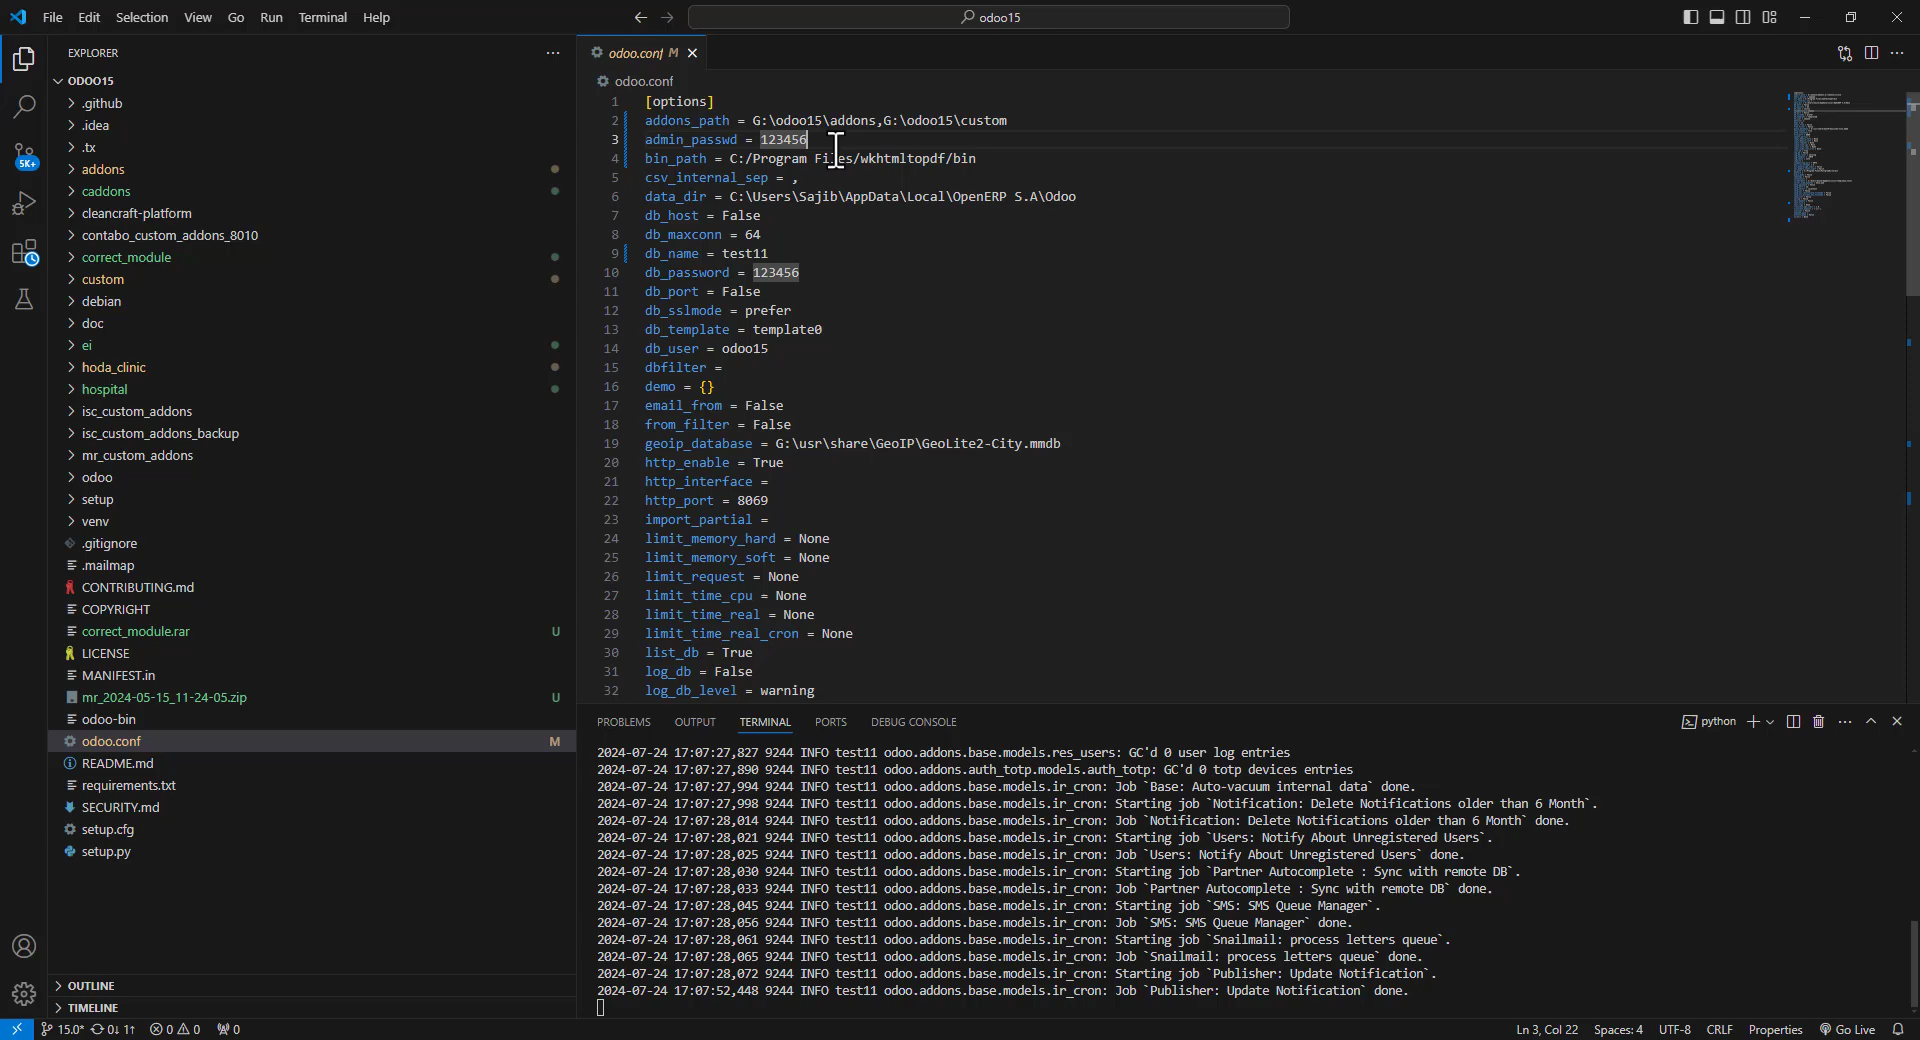 File Edit Selection View Go Run Terminal Help
odoo15
EXPLORER
ODOO15
.github
.idea
.tx
addons
caddons
cleancraft-platform
contabo_custom_addons_8010
correct_module
custom
debian
doc
ei
hoda_clinic
hospital
isc_custom_addons
isc_custom_addons_backup
mr_custom_addons
odoo
setup
venv
.gitignore
.mailmap
CONTRIBUTING.md
COPYRIGHT
correct_module.rar U
LICENSE
MANIFEST.in
mr_2024-05-15_11-24-05.zip U
odoo-bin
odoo.conf M
README.md
requirements.txt
SECURITY.md
setup.cfg
setup.py
OUTLINE
TIMELINE
5K+
odoo.conf M
odoo.conf
1 [options]
2 addons_path = G:\odoo15\addons,G:\odoo15\custom
3 admin_passwd = 123456
4 bin_path = C:/Program Files/wkhtmltopdf/bin
5 csv_internal_sep = ,
6 data_dir = C:\Users\Sajib\AppData\Local\OpenERP S.A\Odoo
7 db_host = False
8 db_maxconn = 64
9 db_name = test11
10 db_password = 123456
11 db_port = False
12 db_sslmode = prefer
13 db_template = template0
14 db_user = odoo15
15 dbfilter =
16 demo = {}
17 email_from = False
18 from_filter = False
19 geoip_database = G:\usr\share\GeoIP\GeoLite2-City.mmdb
20 http_enable = True
21 http_interface =
22 http_port = 8069
23 import_partial =
24 limit_memory_hard = None
25 limit_memory_soft = None
26 limit_request = None
27 limit_time_cpu = None
28 limit_time_real = None
29 limit_time_real_cron = None
30 list_db = True
31 log_db = False
32 log_db_level = warning
PROBLEMS OUTPUT TERMINAL PORTS DEBUG CONSOLE python
2024-07-24 17:07:27,827 9244 INFO test11 odoo.addons.base.models.res_users: GC'd 0 user log entries
2024-07-24 17:07:27,890 9244 INFO test11 odoo.addons.auth_totp.models.auth_totp: GC'd 0 totp devices entries
2024-07-24 17:07:27,994 9244 INFO test11 odoo.addons.base.models.ir_cron: Job `Base: Auto-vacuum internal data` done.
2024-07-24 17:07:27,998 9244 INFO test11 odoo.addons.base.models.ir_cron: Starting job `Notification: Delete Notifications older than 6 Month`.
2024-07-24 17:07:28,014 9244 INFO test11 odoo.addons.base.models.ir_cron: Job `Notification: Delete Notifications older than 6 Month` done.
2024-07-24 17:07:28,021 9244 INFO test11 odoo.addons.base.models.ir_cron: Starting job `Users: Notify About Unregistered Users`.
2024-07-24 17:07:28,025 9244 INFO test11 odoo.addons.base.models.ir_cron: Job `Users: Notify About Unregistered Users` done.
2024-07-24 17:07:28,030 9244 INFO test11 odoo.addons.base.models.ir_cron: Starting job `Partner Autocomplete : Sync with remote DB`.
2024-07-24 17:07:28,033 9244 INFO test11 odoo.addons.base.models.ir_cron: Job `Partner Autocomplete : Sync with remote DB` done.
2024-07-24 17:07:28,045 9244 INFO test11 odoo.addons.base.models.ir_cron: Starting job `SMS: SMS Queue Manager`.
2024-07-24 17:07:28,056 9244 INFO test11 odoo.addons.base.models.ir_cron: Job `SMS: SMS Queue Manager` done.
2024-07-24 17:07:28,061 9244 INFO test11 odoo.addons.base.models.ir_cron: Starting job `Snailmail: process letters queue`.
2024-07-24 17:07:28,065 9244 INFO test11 odoo.addons.base.models.ir_cron: Job `Snailmail: process letters queue` done.
2024-07-24 17:07:28,072 9244 INFO test11 odoo.addons.base.models.ir_cron: Starting job `Publisher: Update Notification`.
2024-07-24 17:07:52,448 9244 INFO test11 odoo.addons.base.models.ir_cron: Job `Publisher: Update Notification` done.
15.0* 0↓ 1↑ 0 0 0 Ln 3, Col 22 Spaces: 4 UTF-8 CRLF Properties Go Live